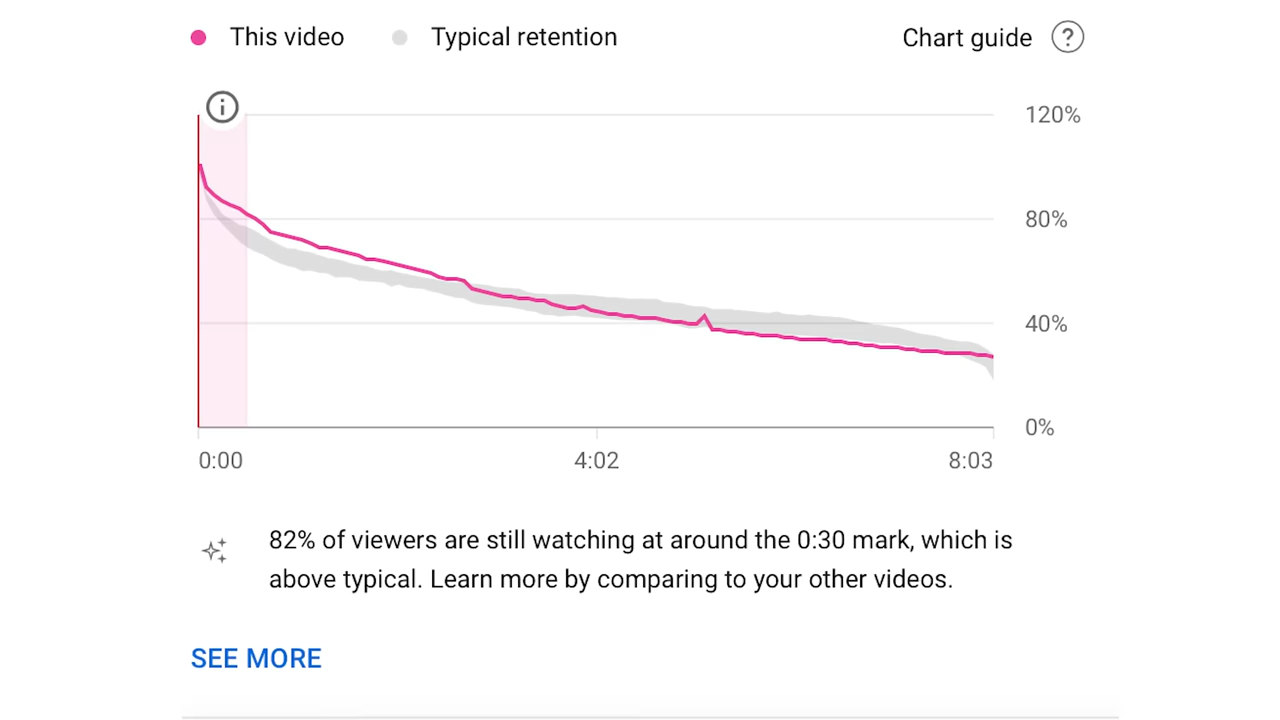 This video
Typical retention
Chart guide
?
i
120%
80%
40%
0%
0:00
4:02
8:03
82% of viewers are still watching at around the 0:30 mark, which is
above typical. Learn more by comparing to your other videos.
SEE MORE